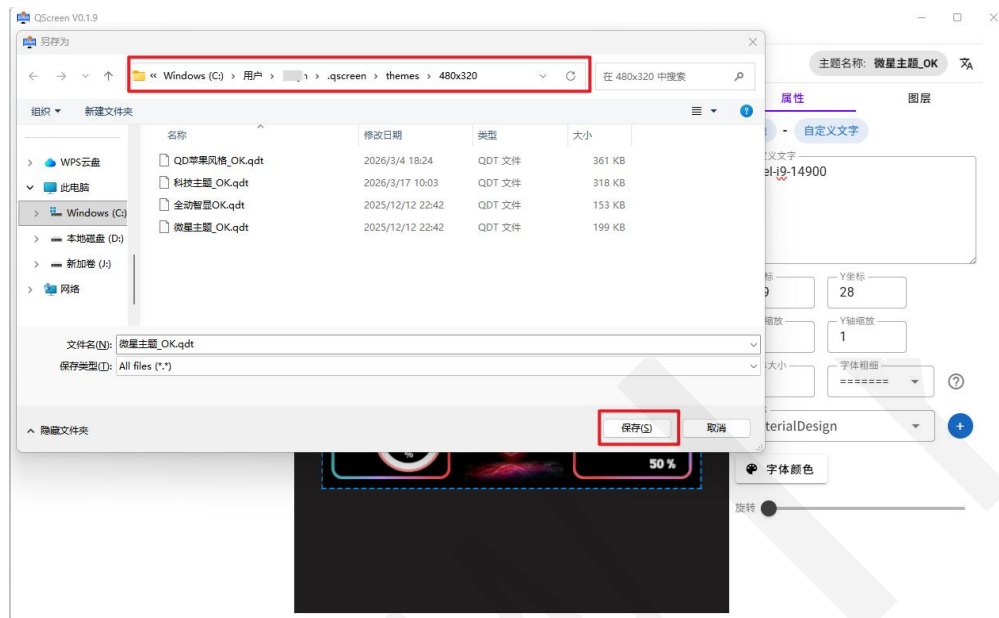 QScreen V0.1.9
另存为
« Windows (C:) › 用户 › › .qscreen › themes › 480x320
在 480x320 中搜索
主题名称: 微星主题_OK
组织
新建文件夹
属性
图层
名称
修改日期
类型
大小
- 自定义文字
QD苹果风格_OK.qdt 2026/3/4 18:24 QDT 文件 361 KB
科技主题_OK.qdt 2026/3/17 10:03 QDT 文件 318 KB
全动智显OK.qdt 2025/12/12 22:42 QDT 文件 153 KB
微星主题_OK.qdt 2025/12/12 22:42 QDT 文件 199 KB
WPS云盘
此电脑
Windows (C:)
本地磁盘 (D:)
新加卷 (J:)
网络
义文字
el-i9-14900
标
9
Y坐标
28
缩放
Y轴缩放
1
大小
字体粗细
=======
文件名(N): 微星主题_OK.qdt
保存类型(T): All files (*.*)
隐藏文件夹
保存(S)
取消
terialDesign
+
%
50 %
字体颜色
旋转